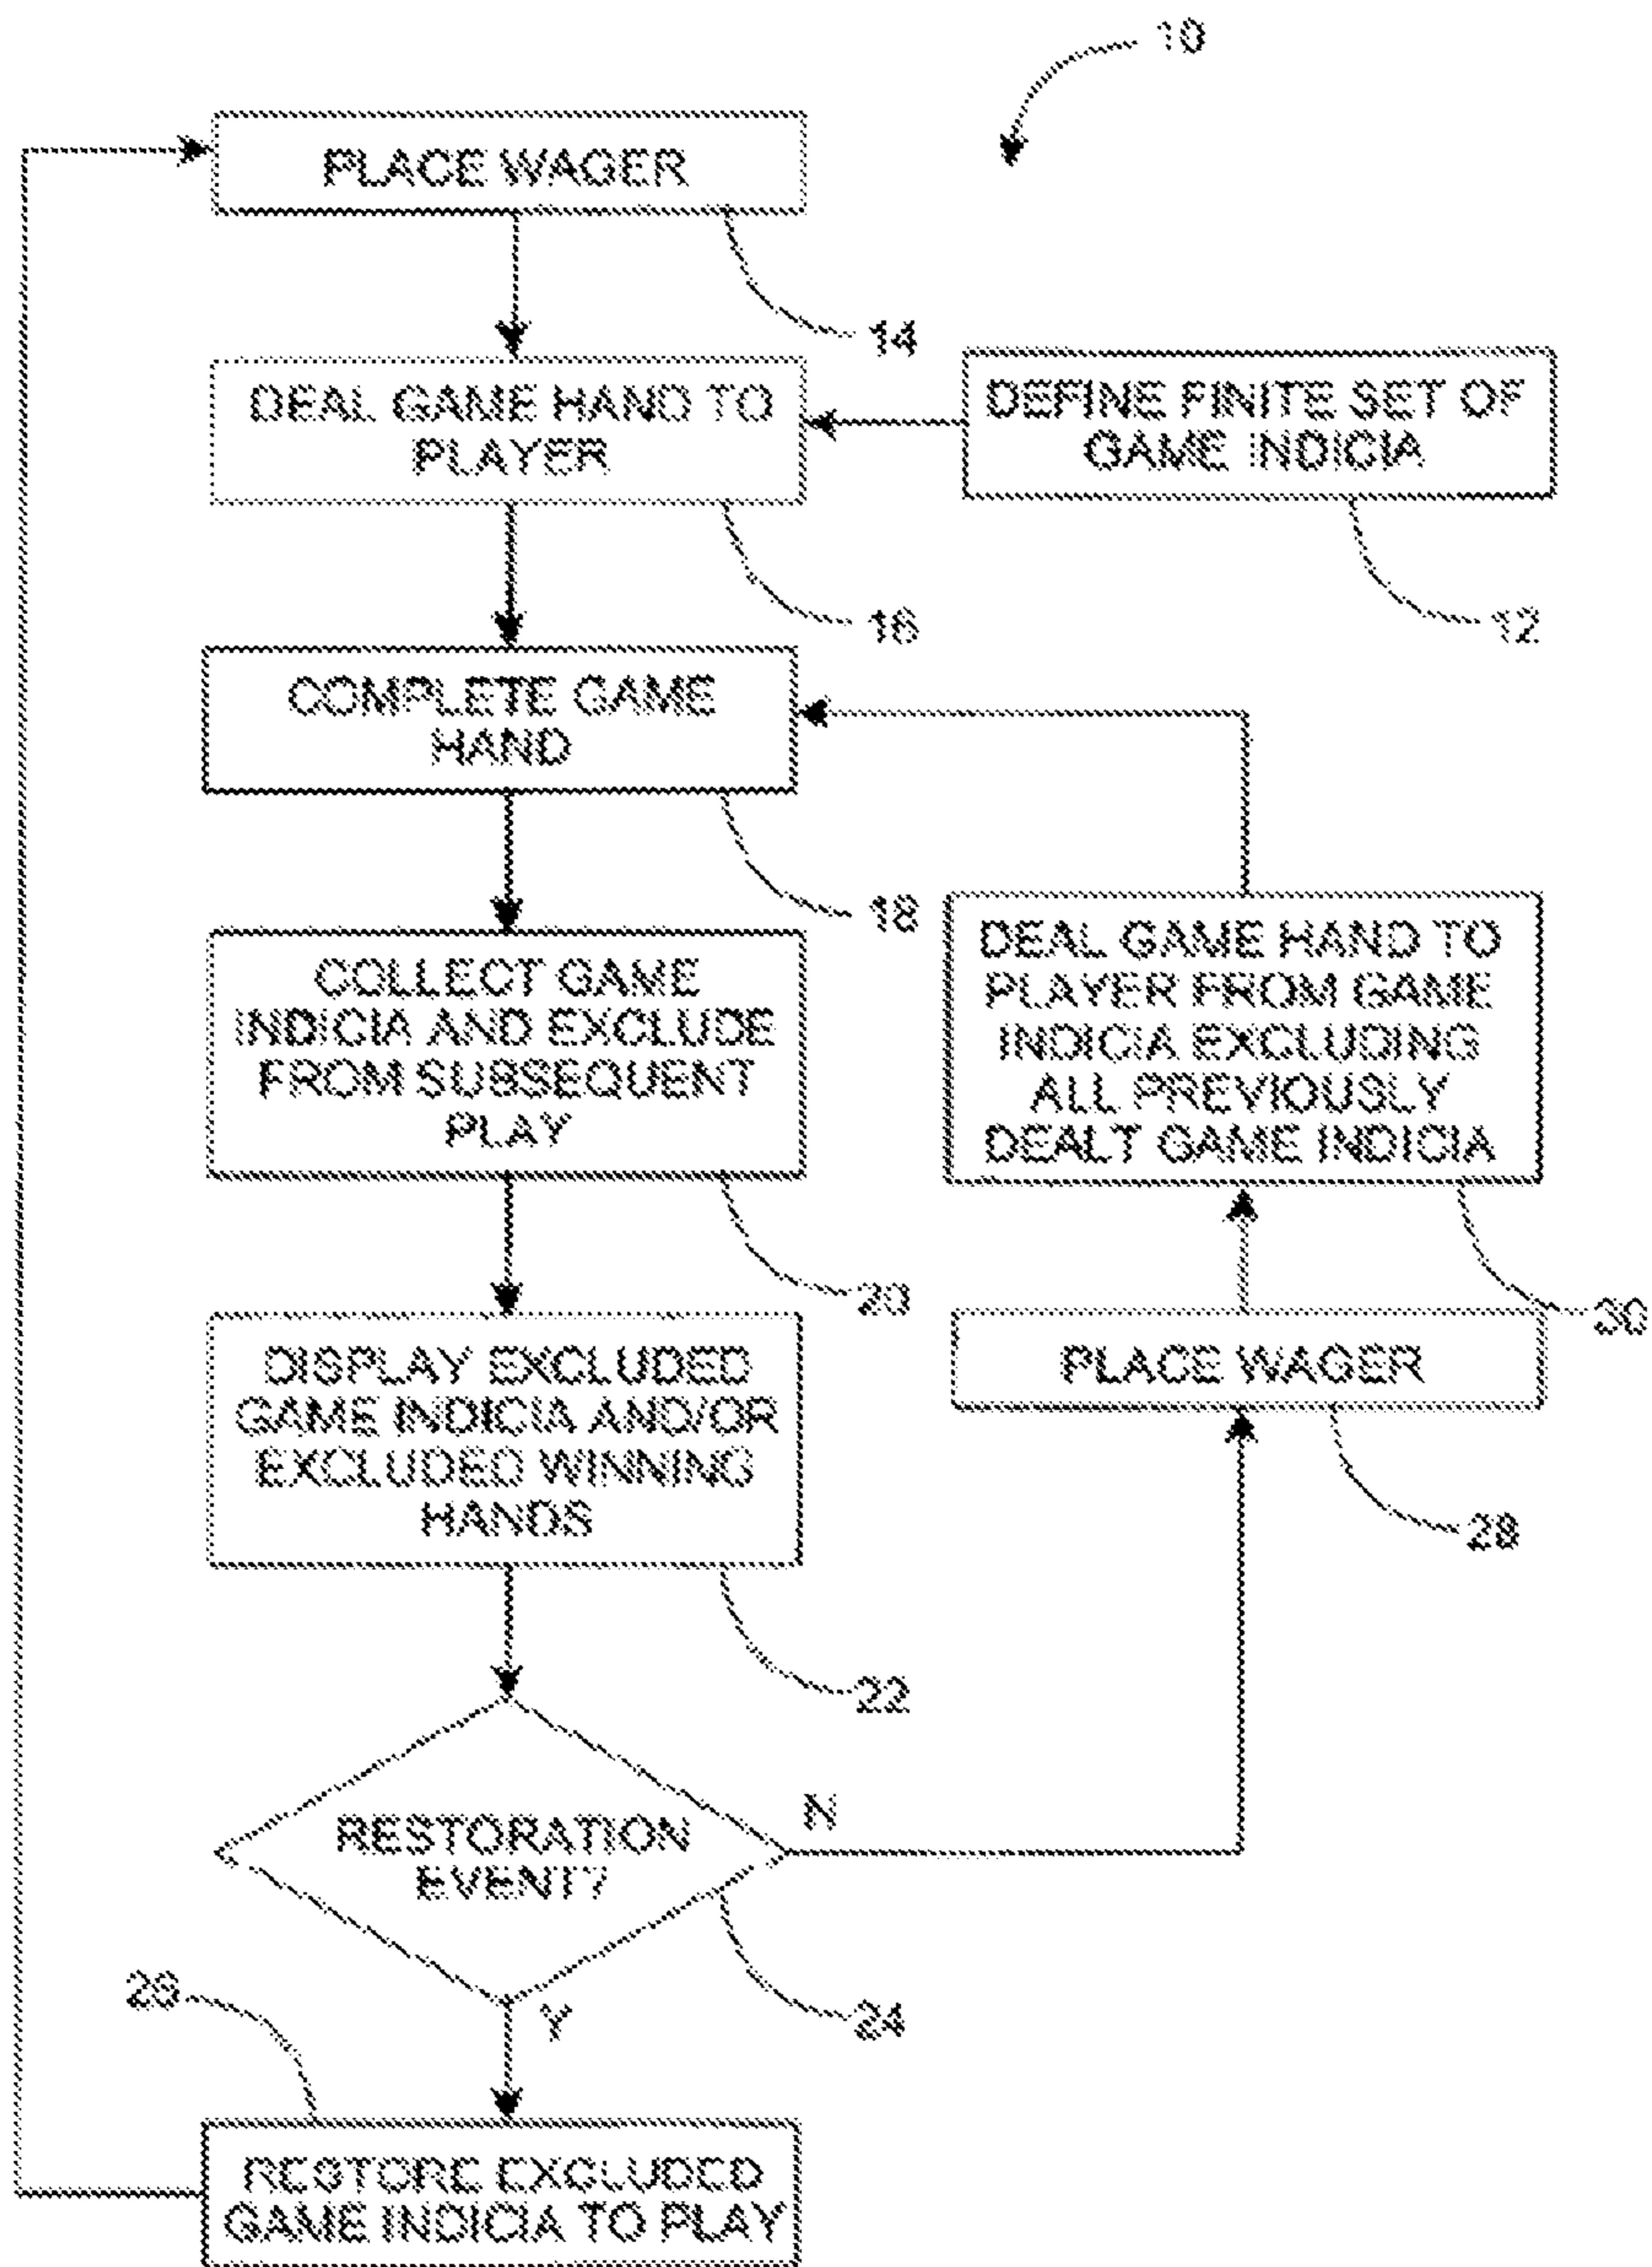 10
PLACE WAGER
14
DEAL GAME HAND TO
PLAYER
16
DEFINE FINITE SET OF
GAME INDICIA
12
COMPLETE GAME
HAND
18
COLLECT GAME
INDICIA AND EXCLUDE
FROM SUBSEQUENT
PLAY
20
DEAL GAME HAND TO
PLAYER FROM GAME
INDICIA EXCLUDING
ALL PREVIOUSLY
DEALT GAME INDICIA
30
DISPLAY EXCLUDED
GAME INDICIA AND/OR
EXCLUDED WINNING
HANDS
22
PLACE WAGER
28
RESTORATION
EVENT?
N
Y
24
26
RESTORE EXCLUDED
GAME INDICIA TO PLAY